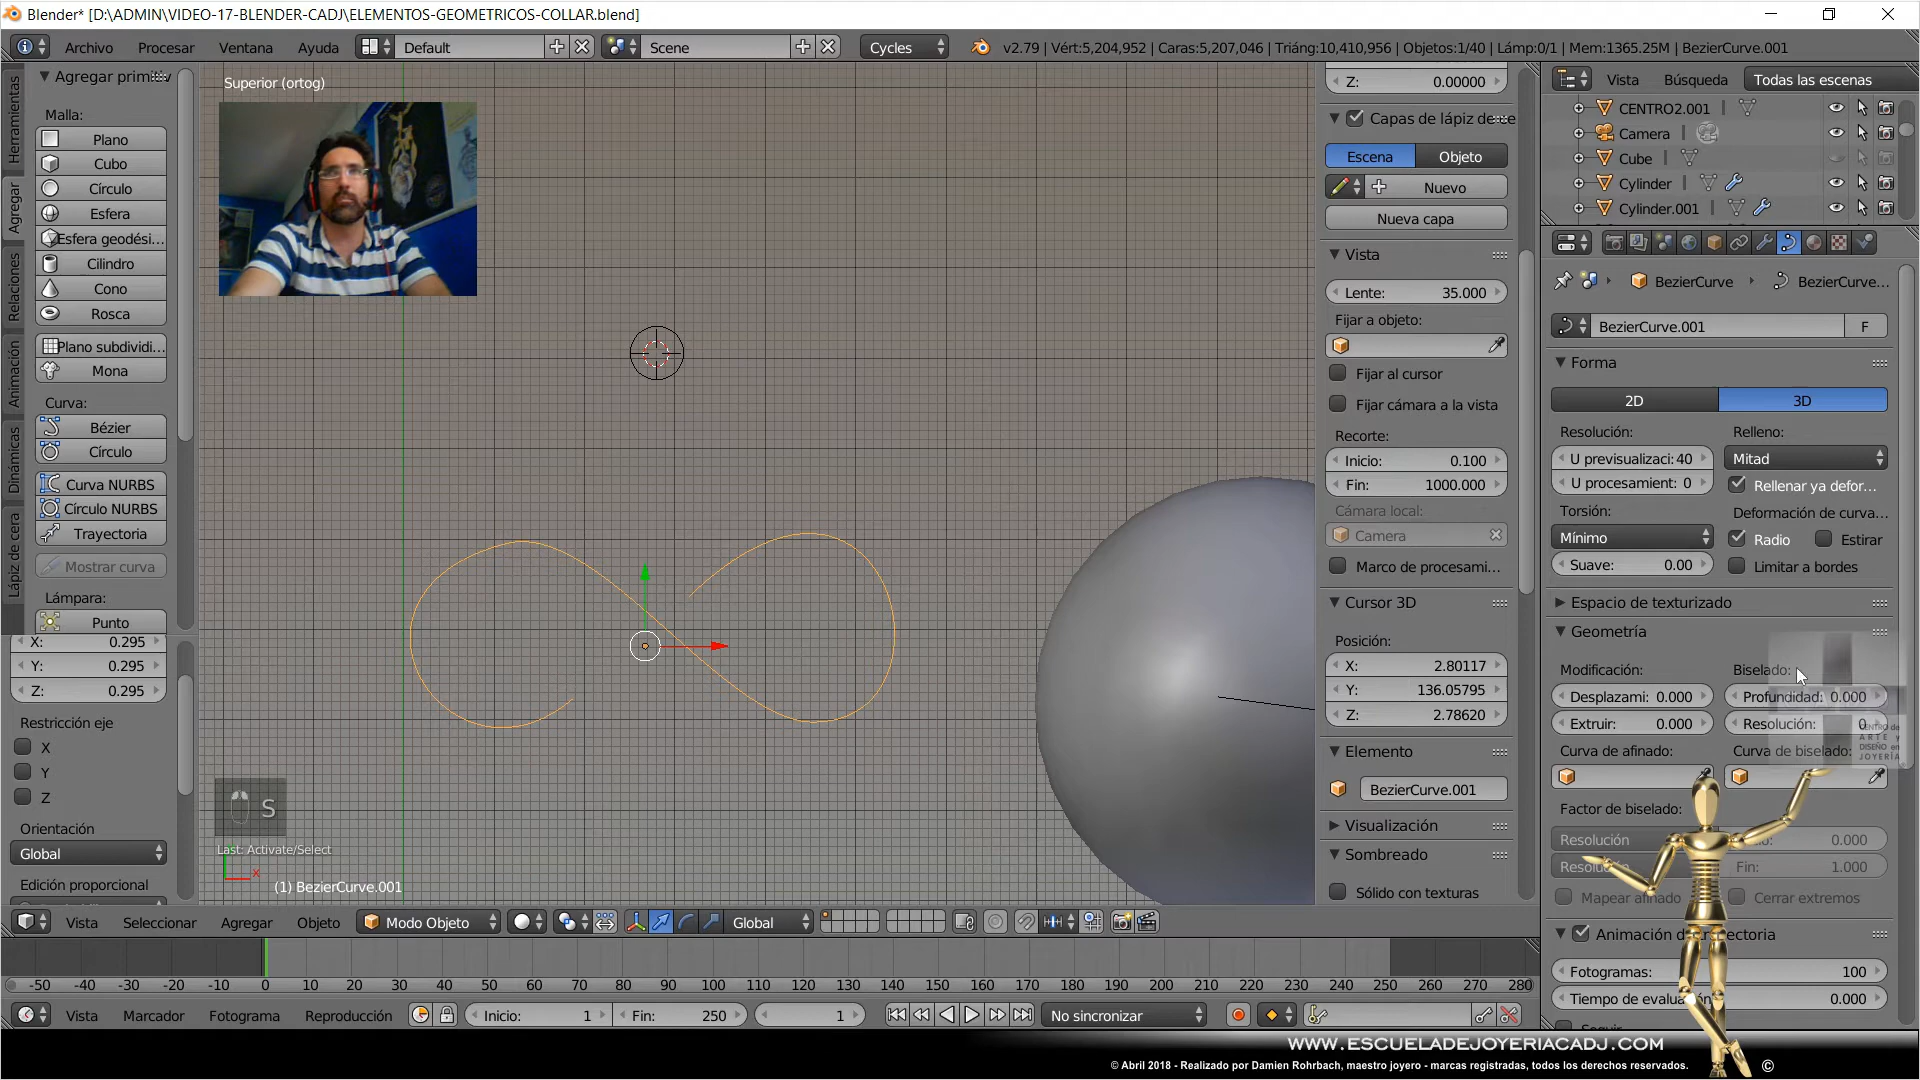 Blender* [D:\ADMIN\VIDEO-17-BLENDER-CADJ\ELEMENTOS-GEOMETRICOS-COLLAR.blend]
Archivo Procesar Ventana Ayuda Default Scene Cycles v2.79 | Vért:5,204,952 | Caras:5,207,046 | Triáng:10,410,956 | Objetos:1/40 | Lámp:0/1 | Mem:1365.25M | BezierCurve.001
Herramientas
Agregar
Relaciones
Animación
Dinámicas
Lápiz de cera
Malla:
Plano
Cubo
Círculo
Esfera
Esfera geodési...
Cilindro
Cono
Rosca
Plano subdividi...
Mona
Curva:
Bézier
Círculo
Curva NURBS
Círculo NURBS
Trayectoria
Mostrar curva
Lámpara:
Punto
X: 0.295
Y: 0.295
Z: 0.295
Restricción eje
X
Y
Z
Orientación
Global
Edición proporcional
Superior (ortog)
S
Last: Activate/Select
x
(1) BezierCurve.001
Z: 0.00000
Escena Objeto
Nuevo
Nueva capa
Vista
Lente: 35.000
Fijar a objeto:
Fijar al cursor
Fijar cámara a la vista
Recorte:
Inicio: 0.100
Fin: 1000.000
Cámara local:
Camera
Marco de procesami...
Cursor 3D
Posición:
X: 2.80117
Y: 136.05795
Z: 2.78620
Elemento
BezierCurve.001
Visualización
Sombreado
Sólido con texturas
Vista Búsqueda Todas las escenas
CENTRO2.001
Camera
Cube
Cylinder
Cylinder.001
BezierCurve BezierCurve...
BezierCurve.001 F
Forma
2D 3D
Resolución: Relleno:
U previsualizaci: 40 Mitad
U procesamient: 0 Rellenar ya defor...
Torsión: Deformación de curva...
Mínimo Radio Estirar
Suave: 0.00 Limitar a bordes
Espacio de texturizado
Geometría
Modificación: Biselado:
Desplazami: 0.000 Profundidad: 0.000
Extruir: 0.000 Resolución: 0
Curva de afinado: Curva de biselado:
CENTRO de
ARTE y
DISEÑO en
JOYERÍA
Factor de biselado:
Resolución 0.000
Fin: 1.000
Mapear afinado Cerrar extremos
Fotogramas: 100
0.000
Vista Seleccionar Agregar Objeto Modo Objeto Global
-50 -40 -30 -20 -10 0 10 20 30 40 50 60 70 80 90 100 110 120 130 140 150 160 170 180 190 200 210 220 230 240 250 260 270 280
Vista Marcador Fotograma Reproducción Inicio: 1 Fin: 250 1 No sincronizar
WWW.ESCUELADEJOYERIACADJ.COM
© Abril 2018 - Realizado por Damien Rohrbach, maestro joyero - marcas registradas, todos los derechos reservados. ©